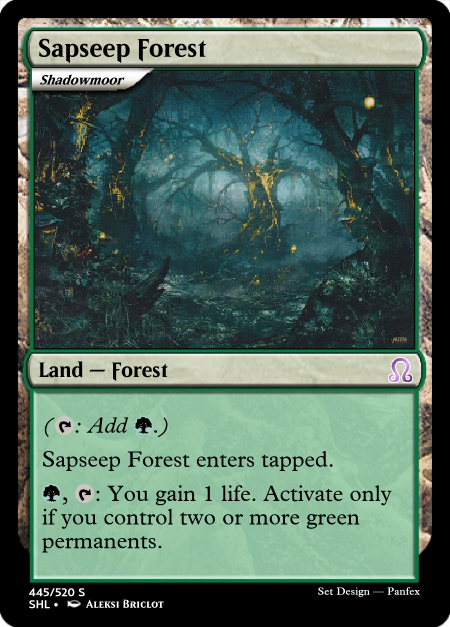 Sapseep Forest
Shadowmoor
Land — Forest
(: Add .)
Sapseep Forest enters tapped.
, : You gain 1 life. Activate only
if you control two or more green
permanents.
445/520 S
Set Design — Panfex
SHL • Aleksi Briclot